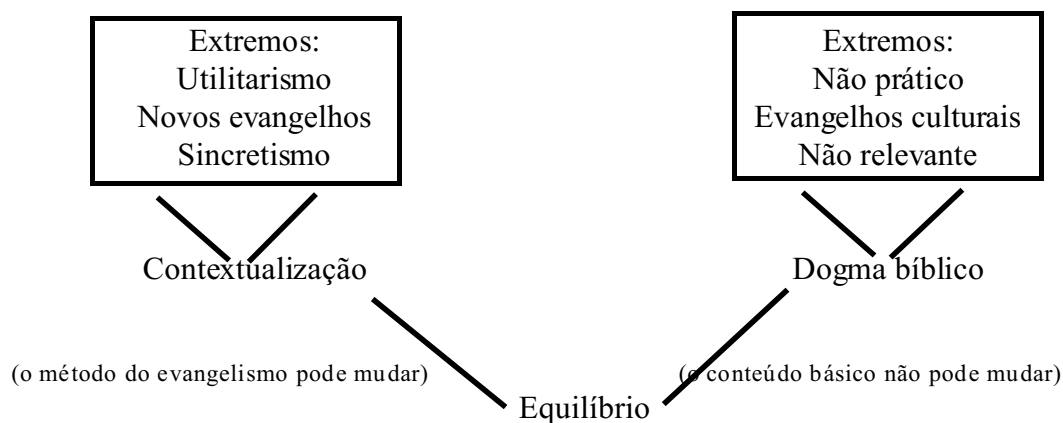 Extremos:
Utilitarismo
Novos evangelhos
Sincretismo
Extremos:
Não prático
Evangelhos culturais
Não relevante
Contextualização
Dogma bíblico
(o método do evangelismo pode mudar)
(o conteúdo básico não pode mudar)
Equilíbrio